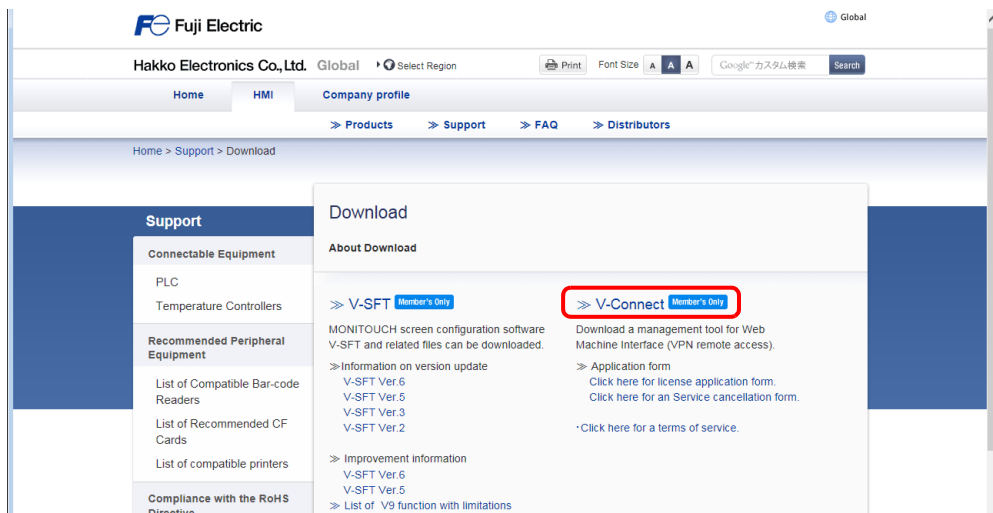 Fuji Electric
Global
Hakko Electronics Co., Ltd. Global Select Region
Print Font Size A A A Google™カスタム検索 Search
Home HMI Company profile
≫ Products ≫ Support ≫ FAQ ≫ Distributors
Home > Support > Download
Support
Connectable Equipment
PLC
Temperature Controllers
Recommended Peripheral
Equipment
List of Compatible Bar-code
Readers
List of Recommended CF
Cards
List of compatible printers
Compliance with the RoHS
Directive
Download
About Download
≫ V-SFT Member's Only
MONITOUCH screen configuration software
V-SFT and related files can be downloaded.
≫Information on version update
V-SFT Ver.6
V-SFT Ver.5
V-SFT Ver.3
V-SFT Ver.2
≫ Improvement information
V-SFT Ver.6
V-SFT Ver.5
≫ List of V9 function with limitations
≫ V-Connect Member's Only
Download a management tool for Web
Machine Interface (VPN remote access).
≫ Application form
Click here for license application form.
Click here for an Service cancellation form.
・Click here for a terms of service.